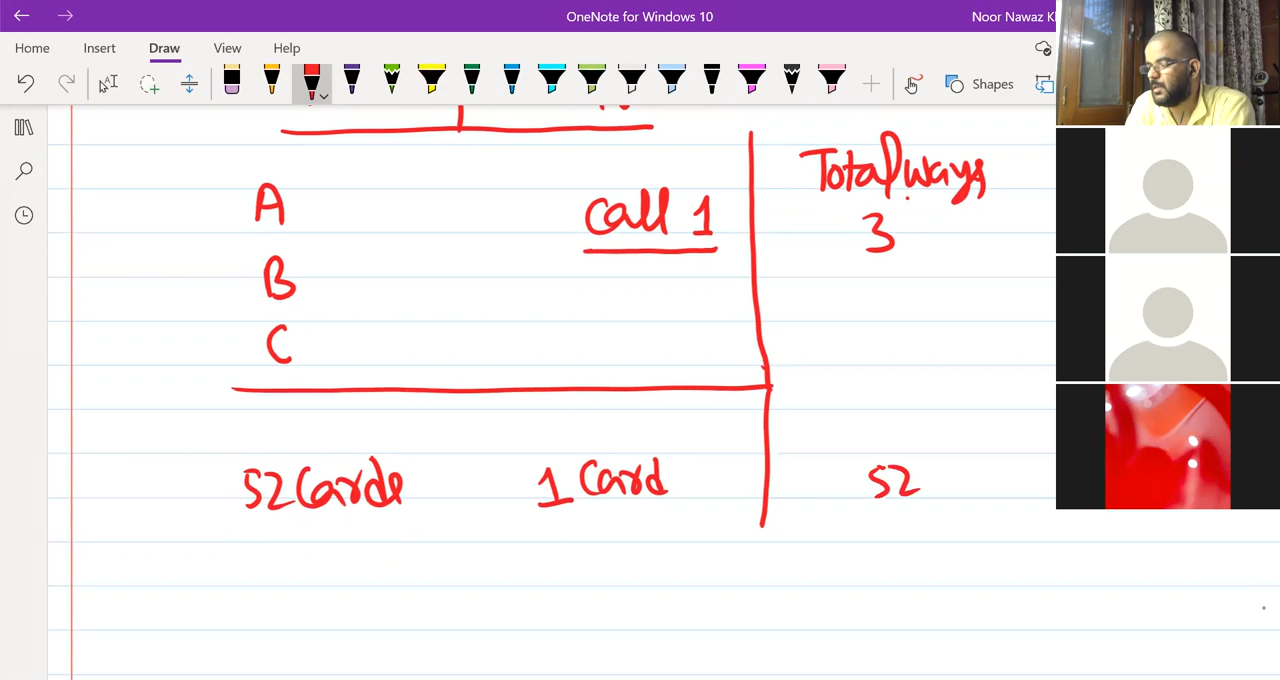 OneNote for Windows 10
Noor Nawaz Kh
Home Insert Draw View Help
Shapes
Total ways
A
call 1
3
B
C
52 Cards
1 Card
52